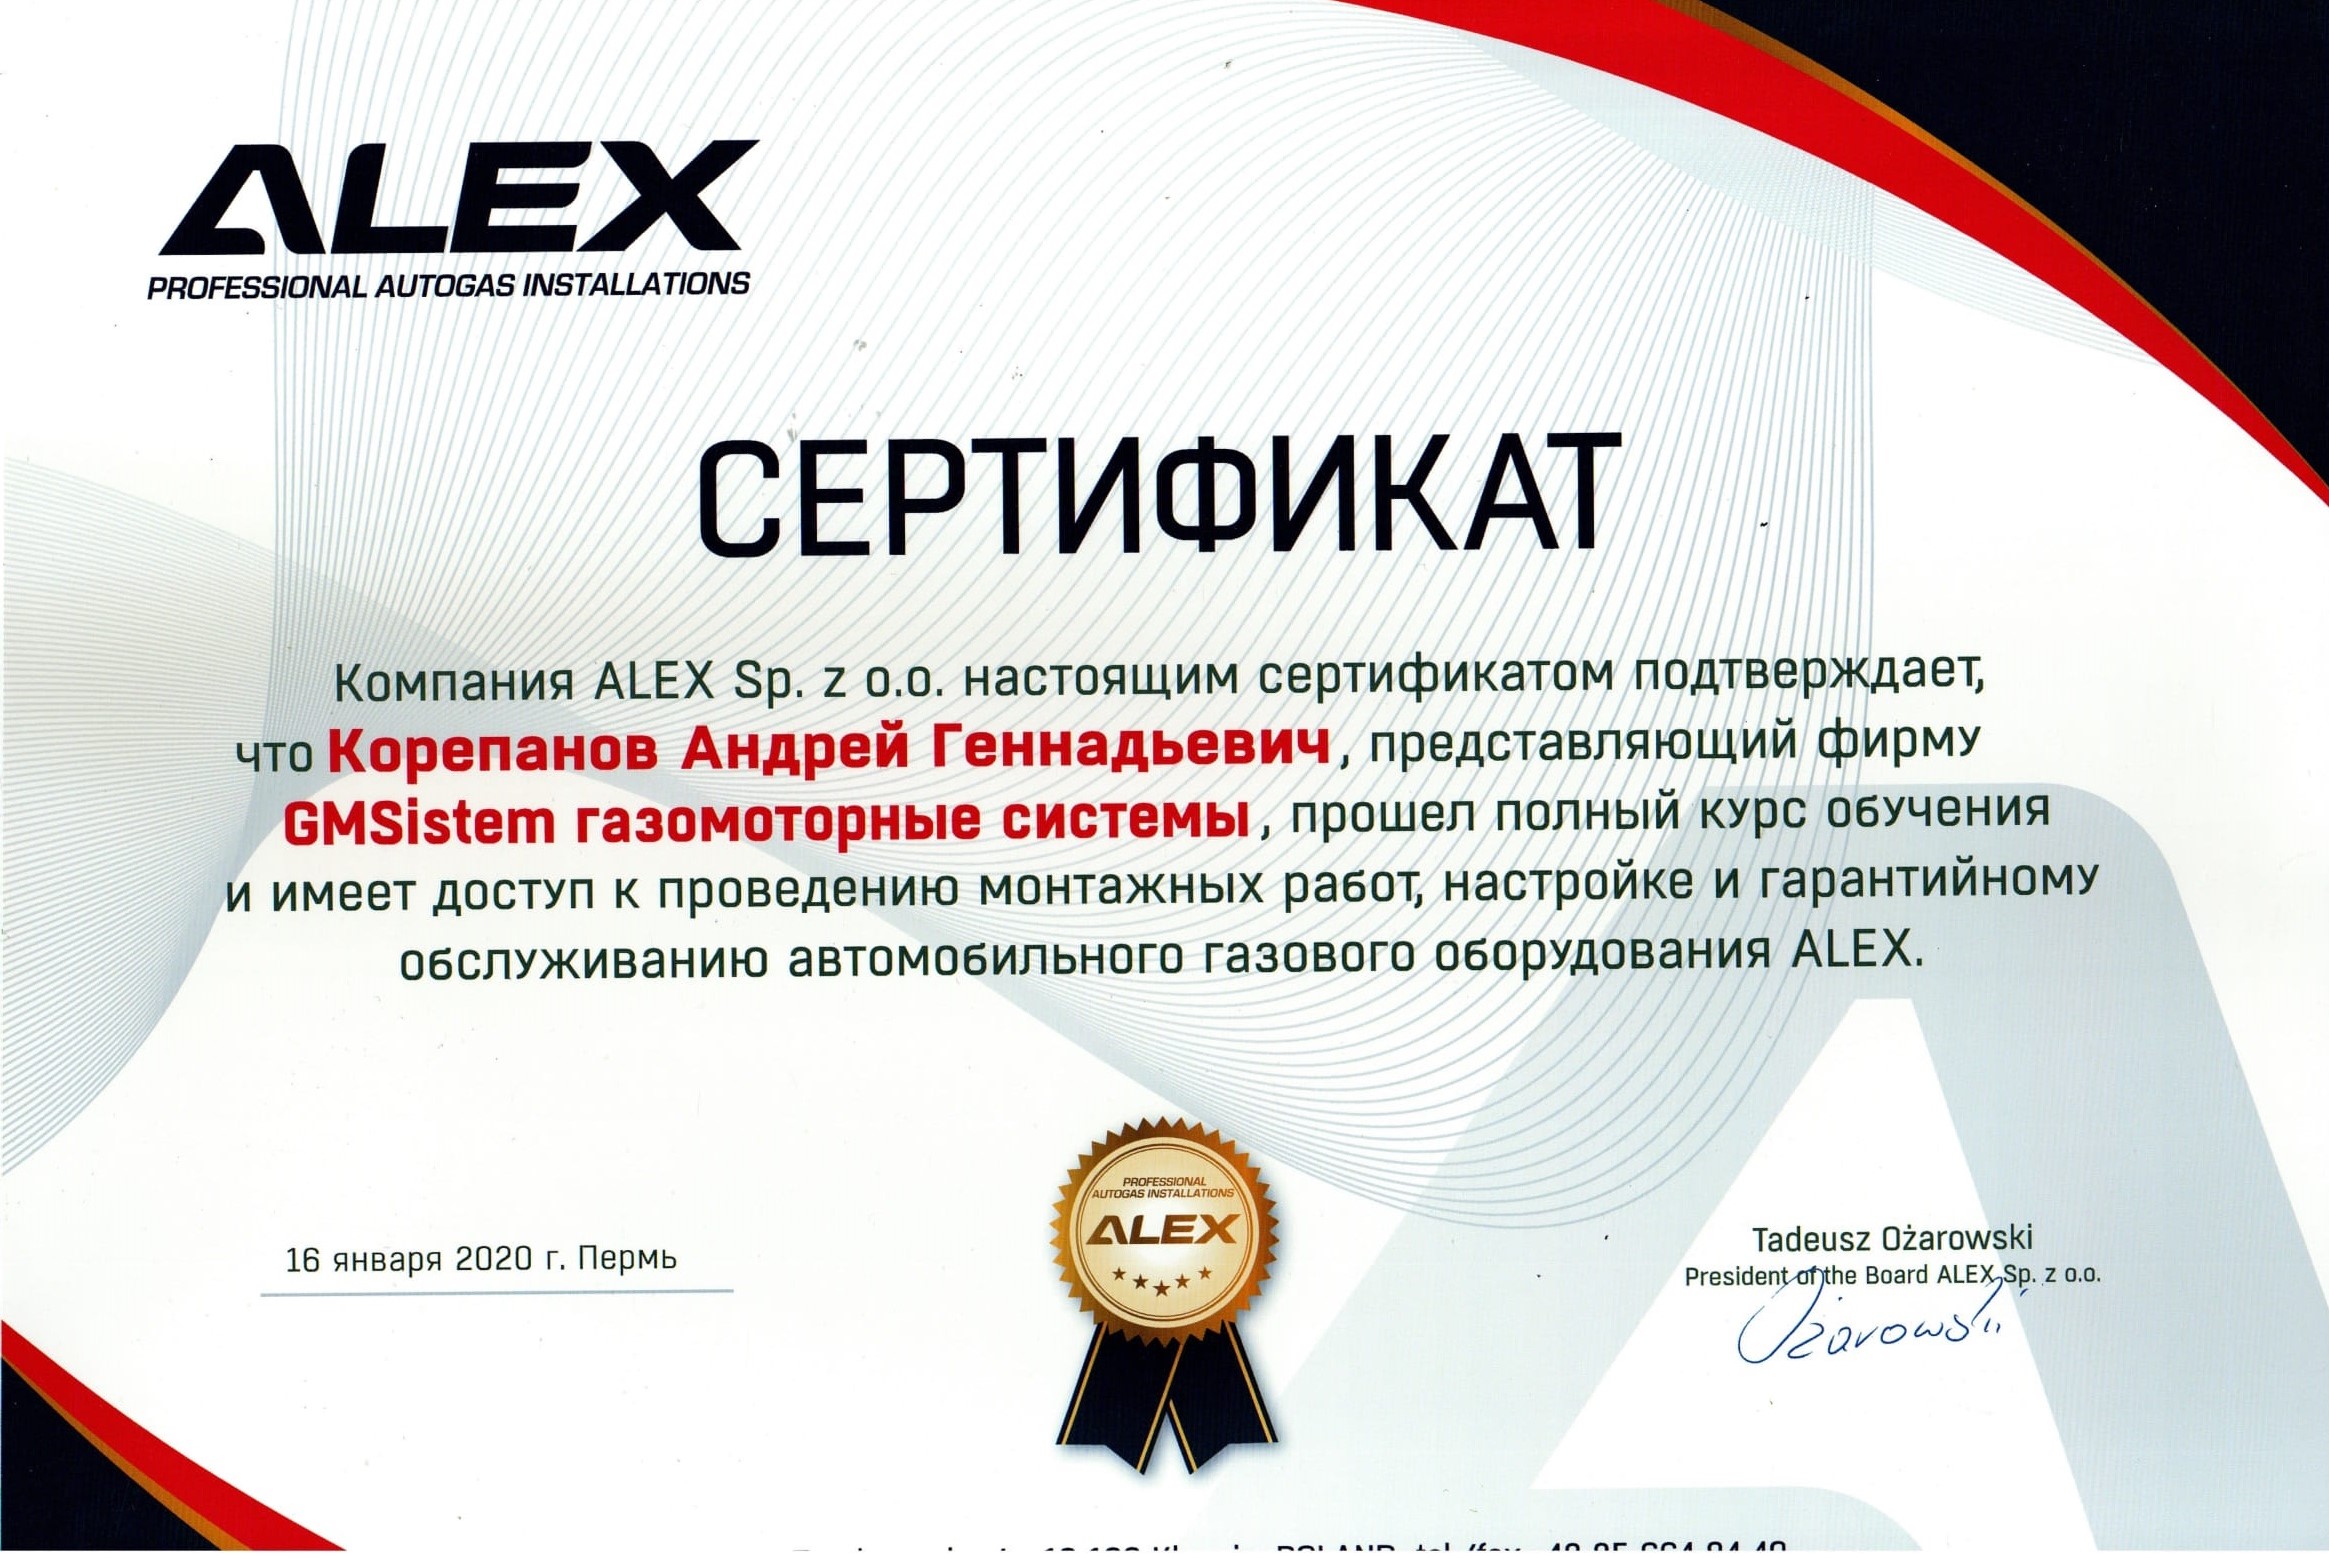 ALEX
PROFESSIONAL AUTOGAS INSTALLATIONS
СЕРТИФИКАТ
Компания ALEX Sp. z o.o. настоящим сертификатом подтверждает,
что Корепанов Андрей Геннадьевич, представляющий фирму
GMSistem газомоторные системы, прошел полный курс обучения
и имеет доступ к проведению монтажных работ, настройке и гарантийному
обслуживанию автомобильного газового оборудования ALEX.
PROFESSIONAL
AUTOGAS INSTALLATIONS
ALEX
16 января 2020 г. Пермь
Tadeusz Ożarowski
President of the Board ALEX Sp. z o.o.
Ożarowski